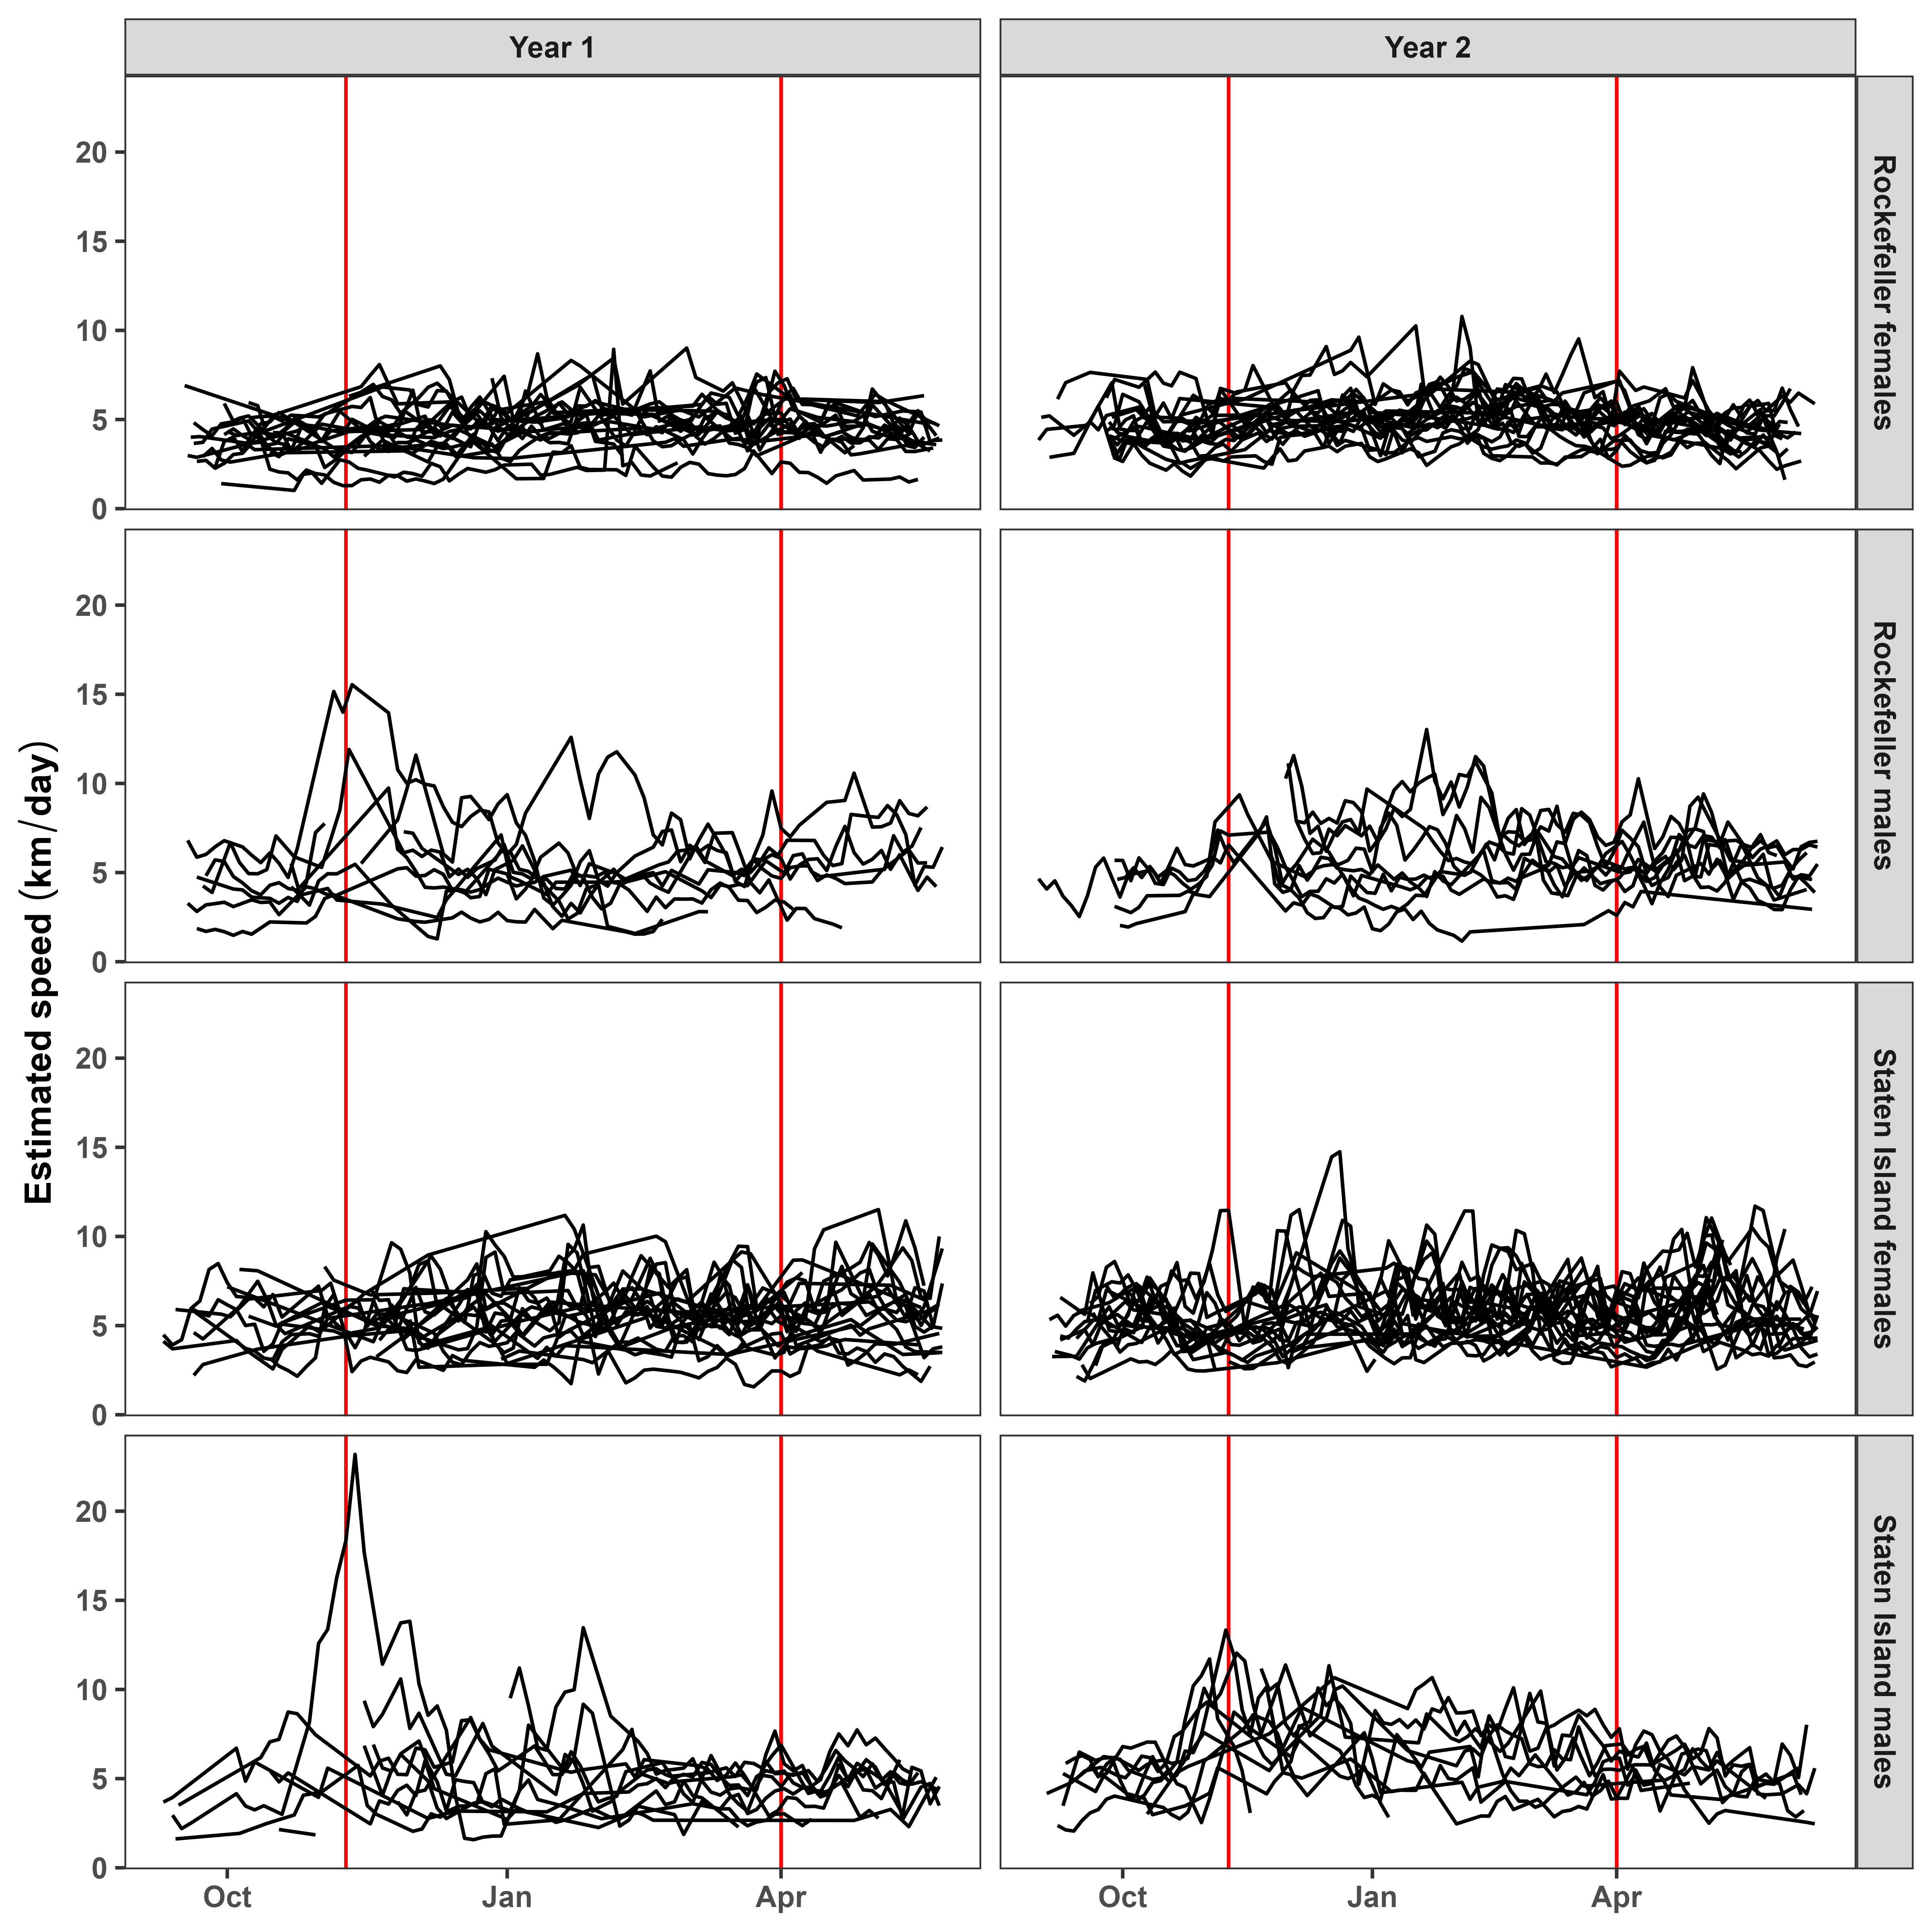 Year 1
Year 2
Estimated speed (km/day)
20
15
10
5
0
Rockefeller females
20
15
10
5
0
Rockefeller males
20
15
10
5
0
Staten Island females
20
15
10
5
0
Staten Island males
Oct
Jan
Apr
Oct
Jan
Apr